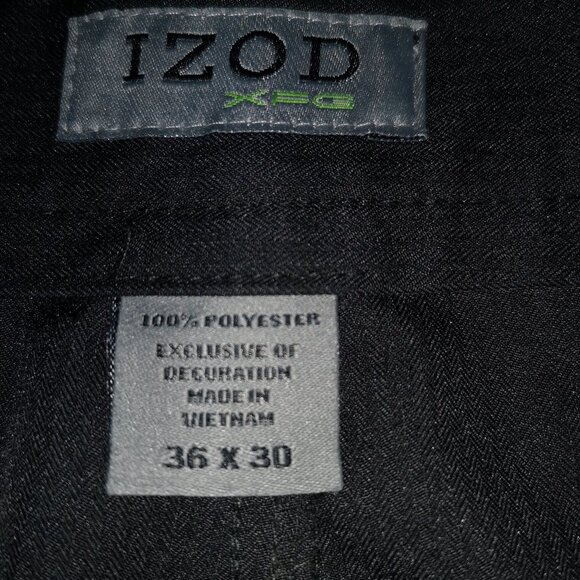 IZOD
XFG
100% POLYESTER
EXCLUSIVE OF
DECORATION
MADE IN
VIETNAM
36 X 30